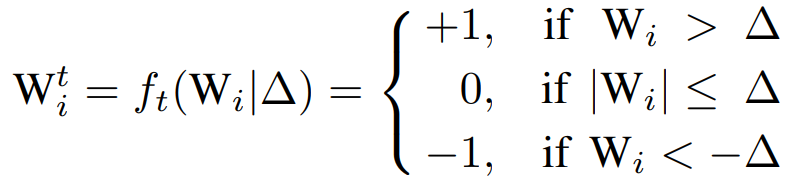 W_i^t = f_t(W_i|Δ) = { +1, if W_i > Δ
0, if |W_i| ≤ Δ
−1, if W_i < −Δ